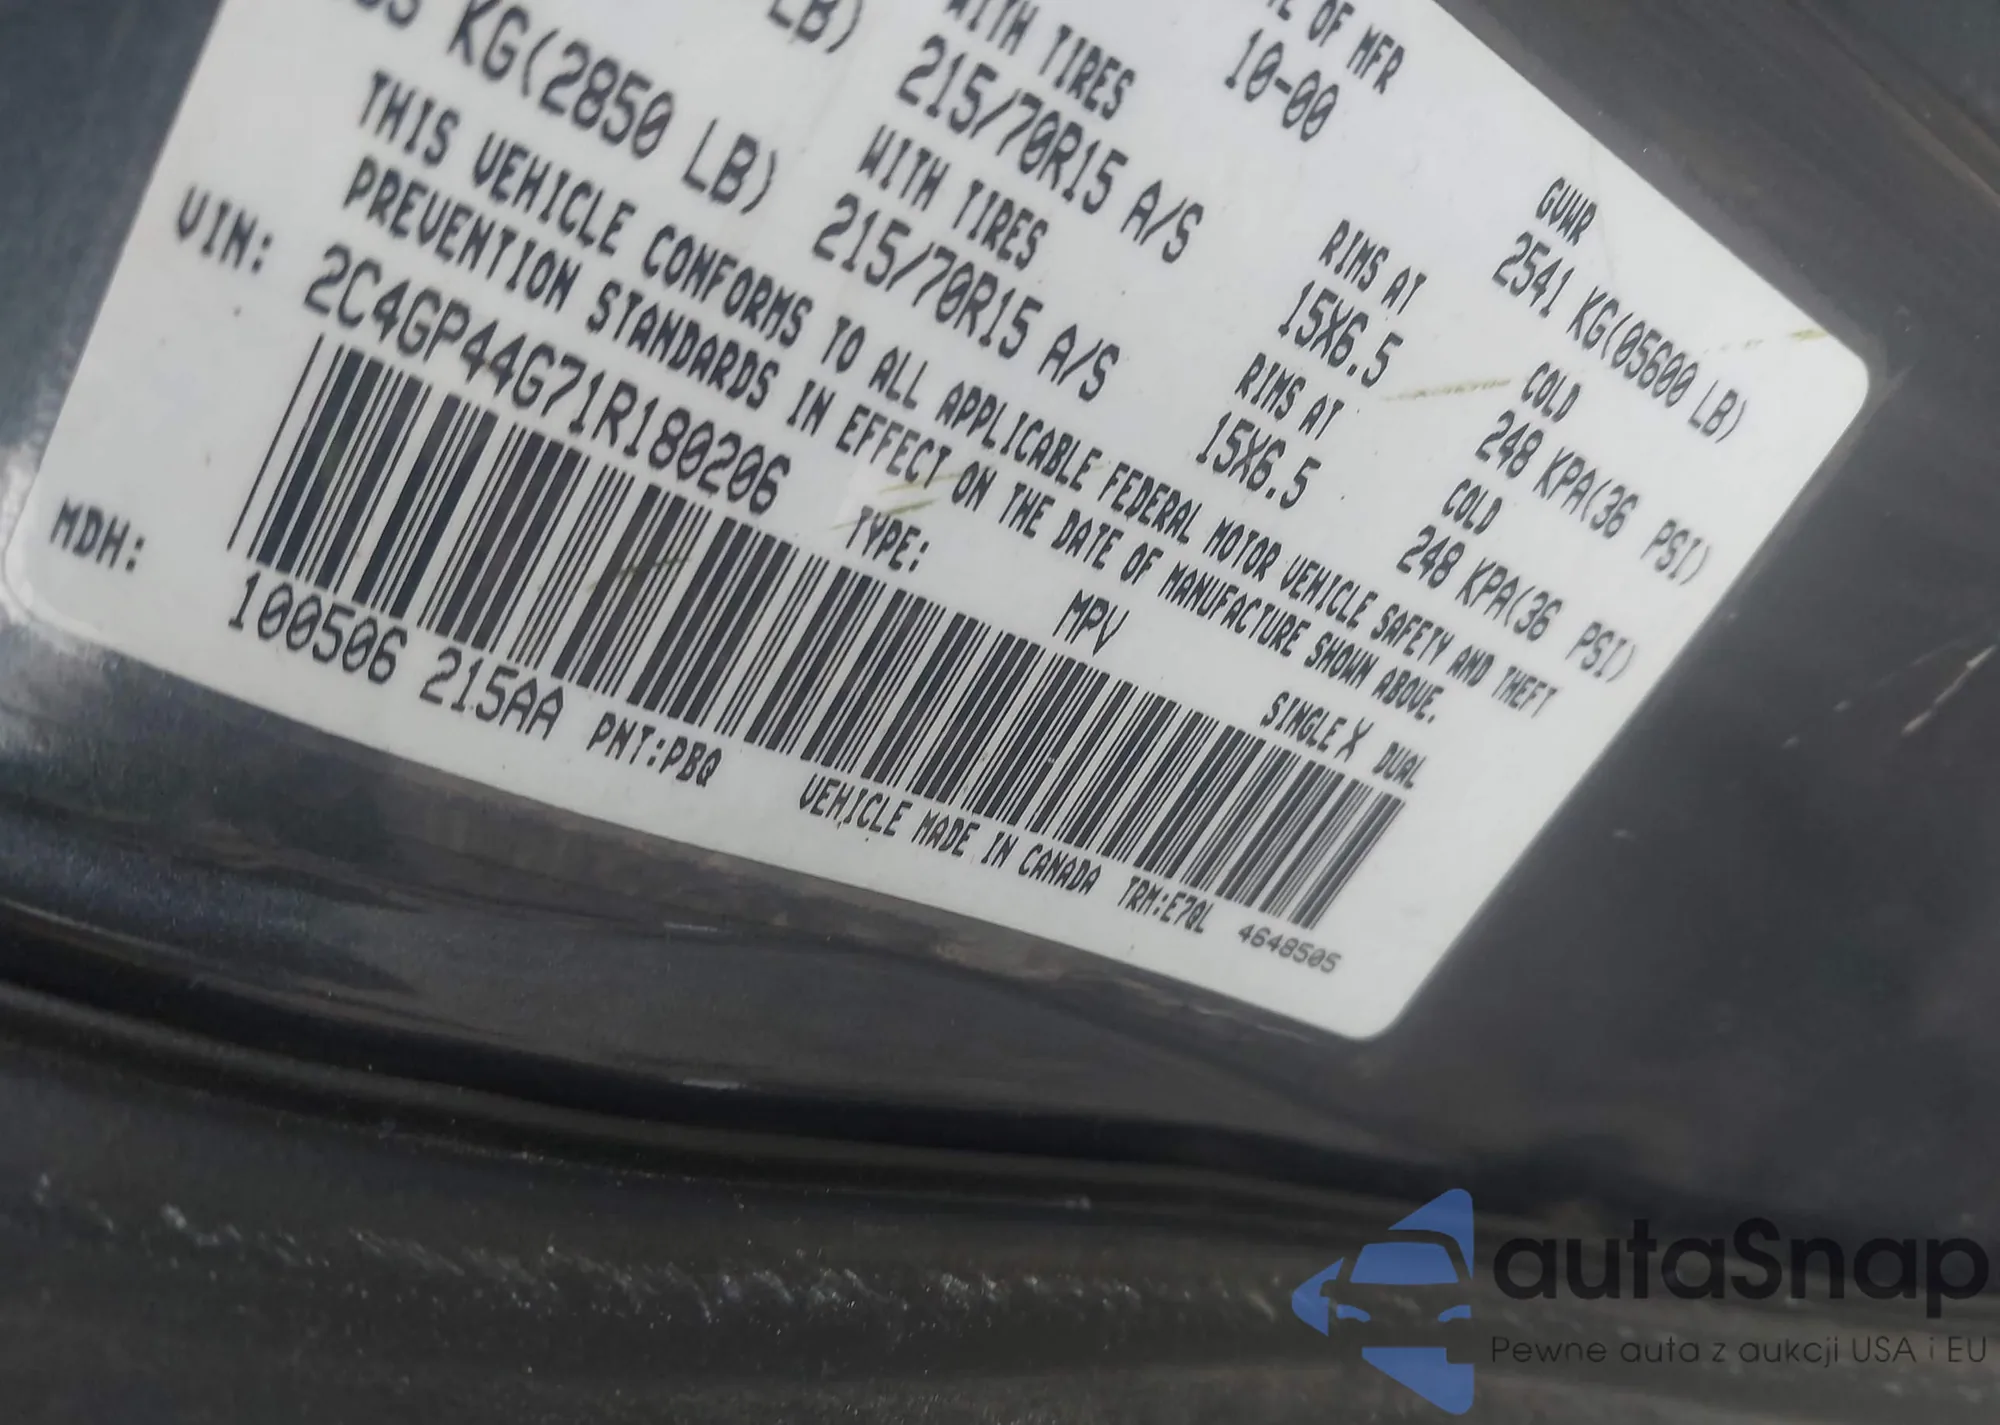 OF MFR
10-00
GVWR
2541 KG(05600 LB)
LB)
WITH TIRES
215/70R15 A/S
RIMS AT
15X6.5
COLD
248 KPA(36 PSI)
KG(2850 LB)
WITH TIRES
215/70R15 A/S
RIMS AT
15X6.5
COLD
248 KPA(36 PSI)
THIS VEHICLE CONFORMS TO ALL APPLICABLE FEDERAL MOTOR VEHICLE SAFETY AND THEFT
PREVENTION STANDARDS IN EFFECT ON THE DATE OF MANUFACTURE SHOWN ABOVE.
VIN: 2C4GP44G71R180206
TYPE: MPV
SINGLE X DUAL
MDH: 100506 215AA PNT:PBQ
VEHICLE MADE IN CANADA TRM:E7QL 4648505
autaSnap
Pewne auta z aukcji USA i EU